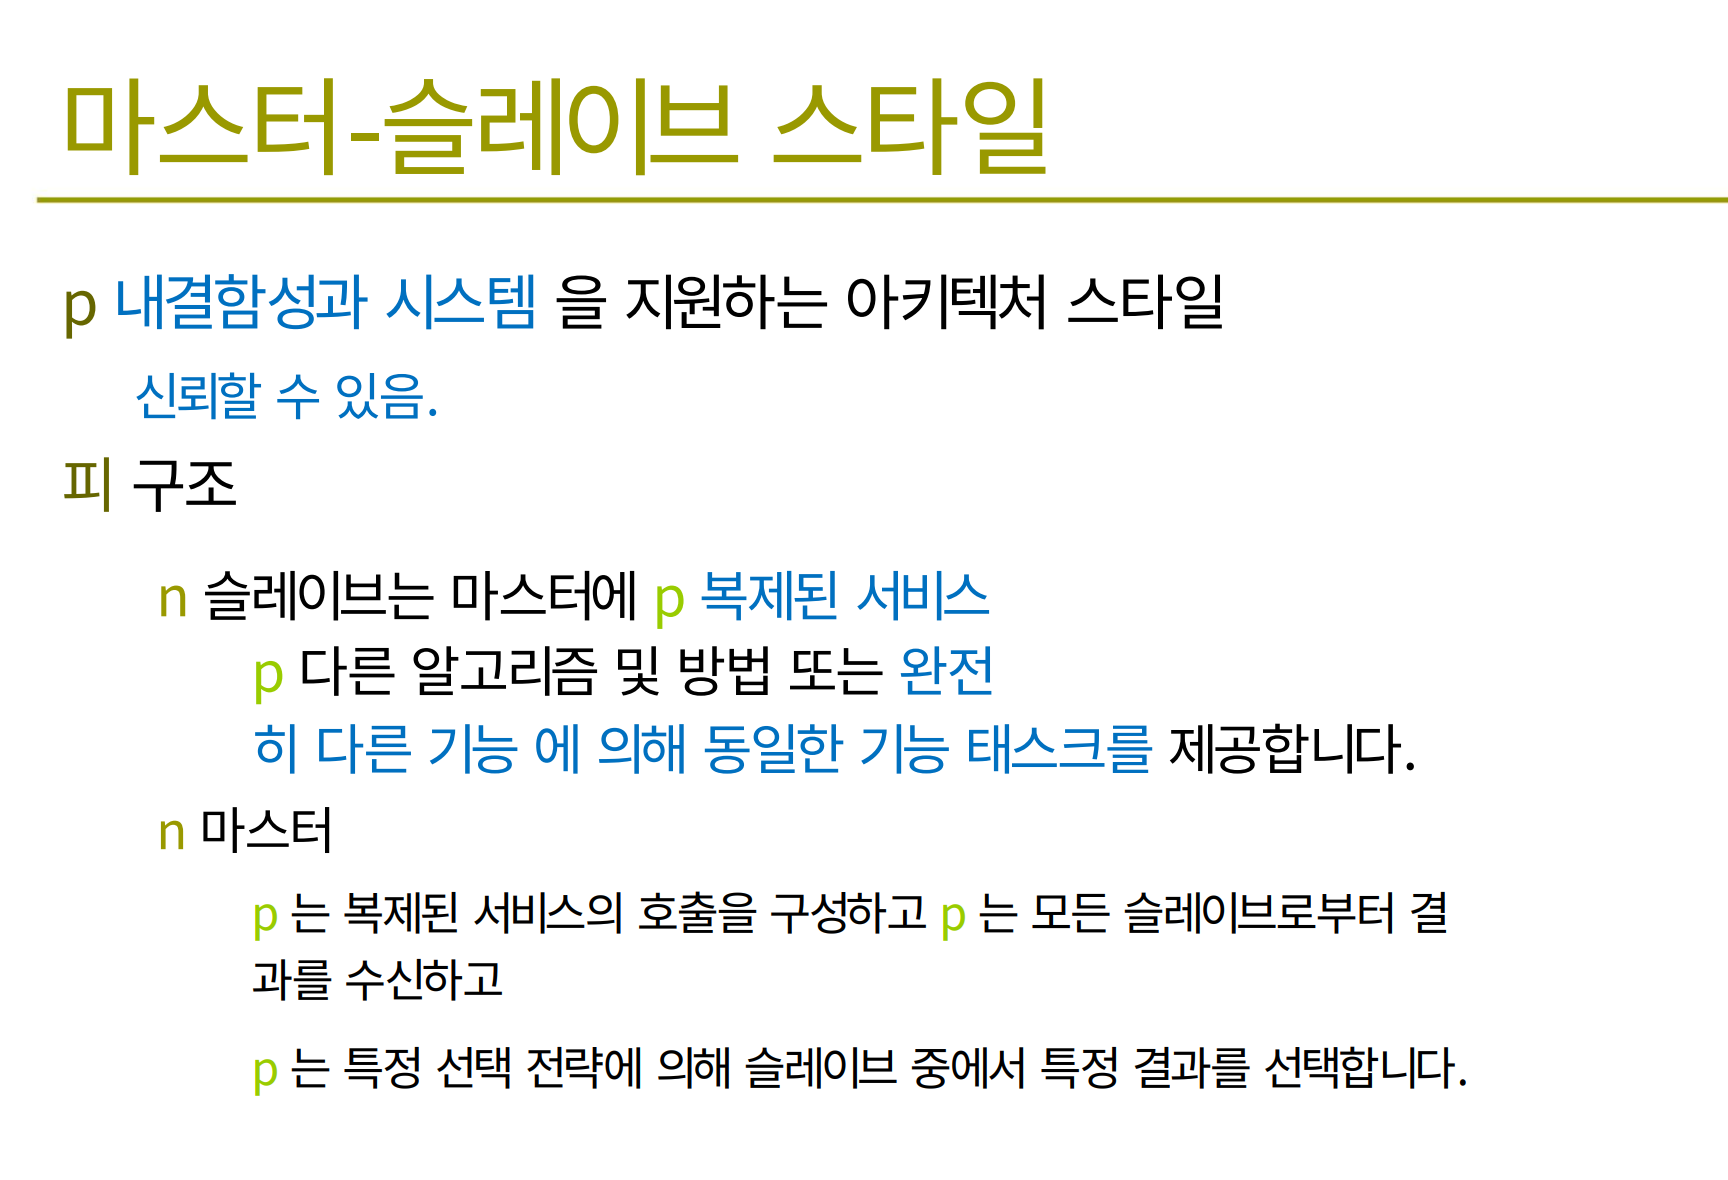 마스터-슬레이브 스타일
p 내결함성과 시스템 을 지원하는 아키텍처 스타일
신뢰할 수 있음.
피 구조
n 슬레이브는 마스터에 p 복제된 서비스
p 다른 알고리즘 및 방법 또는 완전
히 다른 기능 에 의해 동일한 기능 태스크를 제공합니다.
n 마스터
p 는 복제된 서비스의 호출을 구성하고 p 는 모든 슬레이브로부터 결
과를 수신하고
p 는 특정 선택 전략에 의해 슬레이브 중에서 특정 결과를 선택합니다.